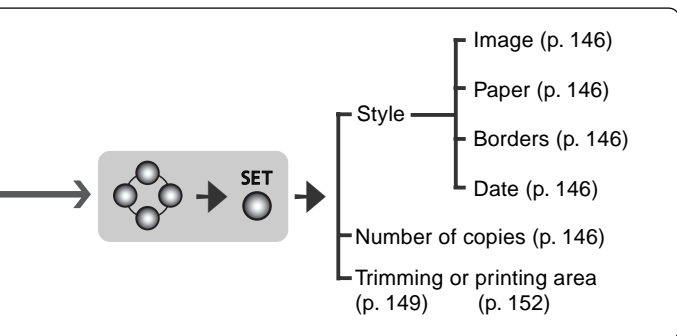 Image (p. 146)
Paper (p. 146)
Style
Borders (p. 146)
SET
Date (p. 146)
Number of copies (p. 146)
Trimming or printing area
(p. 149) (p. 152)